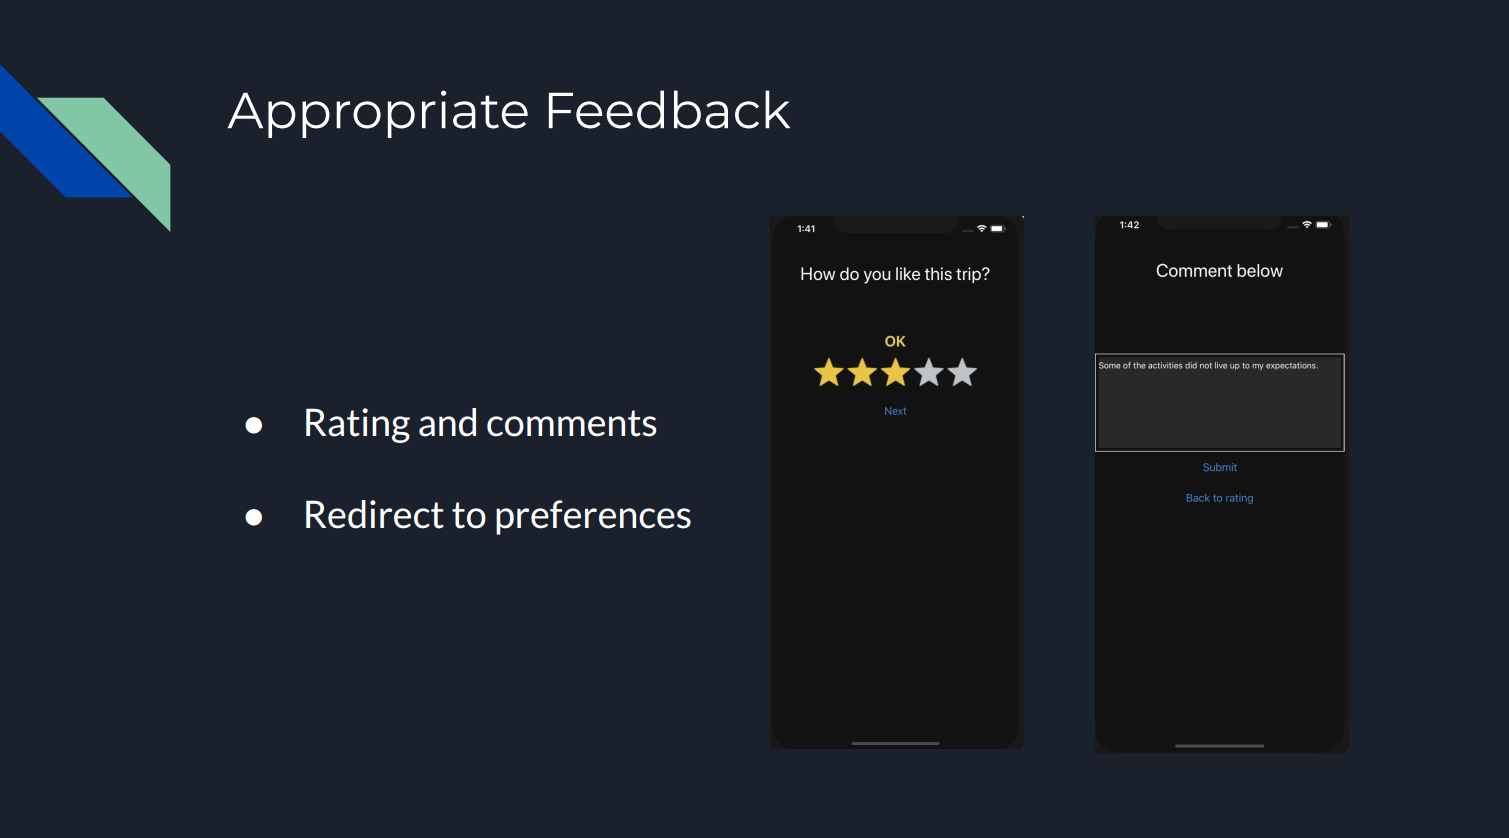 Appropriate Feedback
● Rating and comments
● Redirect to preferences
1:41
How do you like this trip?
OK
Next
1:42
Comment below
Some of the activities did not live up to my expectations.
Submit
Back to rating